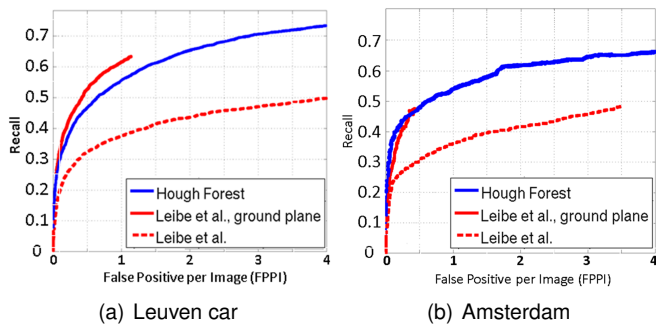 0.7
0.6
0.5
0.4
0.3
0.2
0.1
0
Recall
Hough Forest
Leibe et al., ground plane
Leibe et al.
0 1 2 3 4
False Positive per Image (FPPI)
(a) Leuven car
0.7
0.6
0.5
0.4
0.3
0.2
0.1
0
Recall
Hough Forest
Leibe et al., ground plane
Leibe et al.
0 1 2 3 4
False Positive per Image (FPPI)
(b) Amsterdam